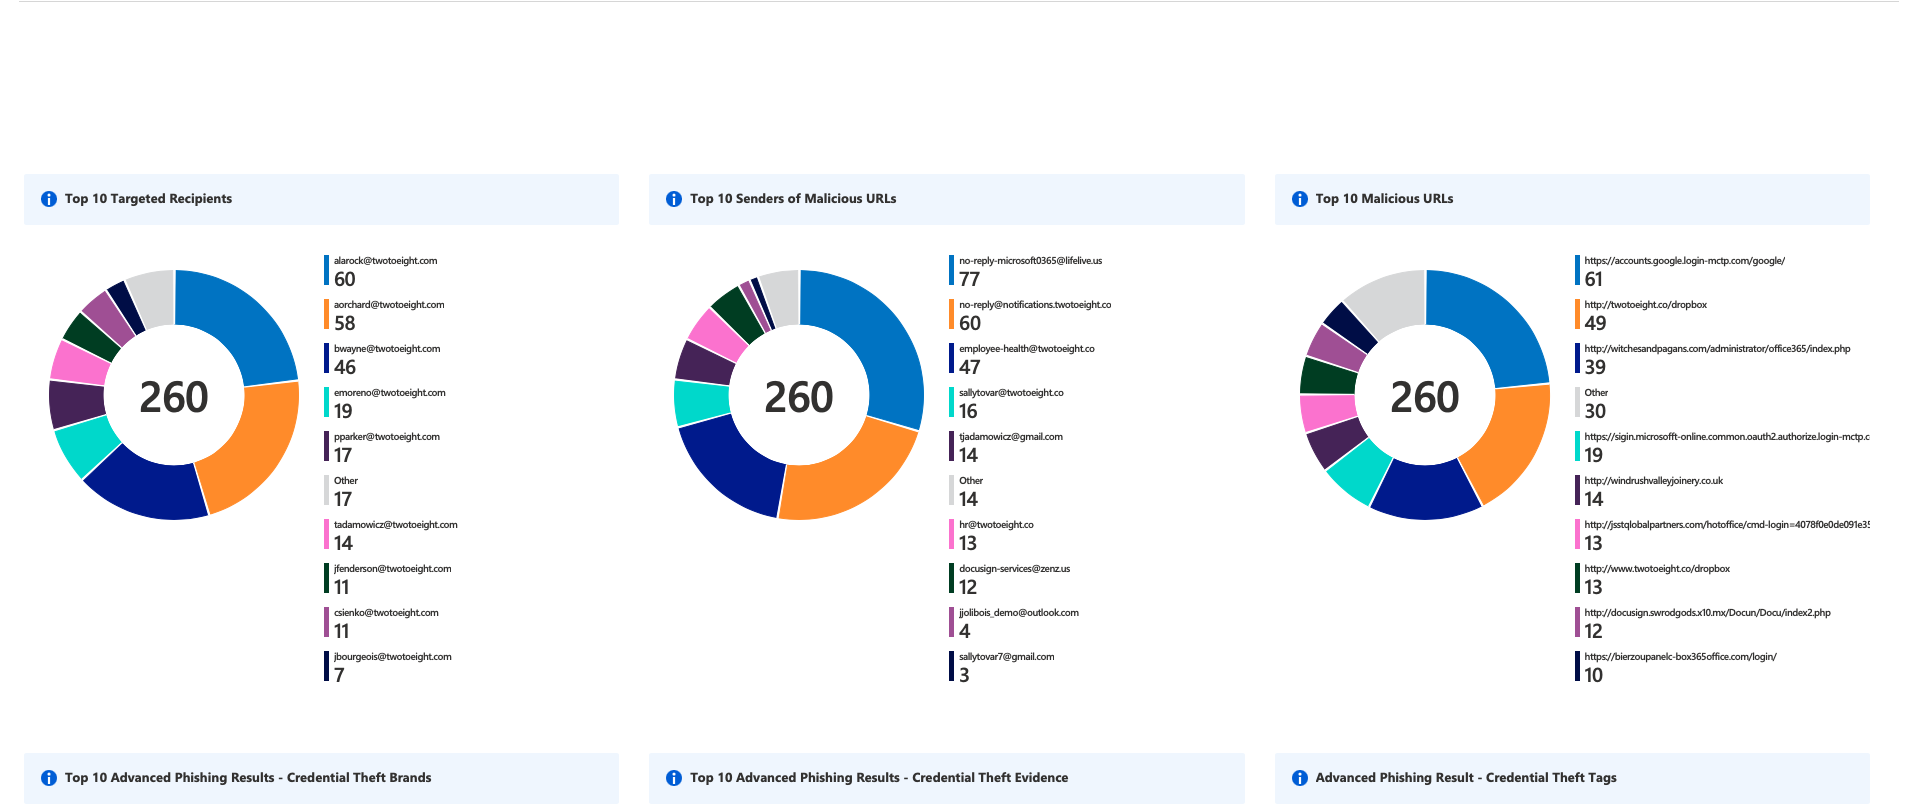 Top 10 Targeted Recipients
260
alarock@twotoeight.com
60
aorchard@twotoeight.com
58
bwayne@twotoeight.com
46
emoreno@twotoeight.com
19
pparker@twotoeight.com
17
Other
17
tadamowicz@twotoeight.com
14
jfenderson@twotoeight.com
11
csienko@twotoeight.com
11
jbourgeois@twotoeight.com
7
Top 10 Senders of Malicious URLs
260
no-reply-microsoft0365@lifelive.us
77
no-reply@notifications.twotoeight.co
60
employee-health@twotoeight.co
47
sallytovar@twotoeight.co
16
tjadamowicz@gmail.com
14
Other
14
hr@twotoeight.co
13
docusign-services@zenz.us
12
jjolibois_demo@outlook.com
4
sallytovar7@gmail.com
3
Top 10 Malicious URLs
260
https://accounts.google.login-mctp.com/google/
61
http://twotoeight.co/dropbox
49
http://witchesandpagans.com/administrator/office365/index.php
39
Other
30
https://sigin.microsofft-online.common.oauth2.authorize.login-mctp.c
19
http://windrushvalleyjoinery.co.uk
14
http://jsstqlobalpartners.com/hotoffice/cmd-login=4078f0e0de091e35
13
http://www.twotoeight.co/dropbox
13
http://docusign.swrodgods.x10.mx/Docun/Docu/index2.php
12
https://bierzoupanelc-box365office.com/login/
10
Top 10 Advanced Phishing Results - Credential Theft Brands
Top 10 Advanced Phishing Results - Credential Theft Evidence
Advanced Phishing Result - Credential Theft Tags